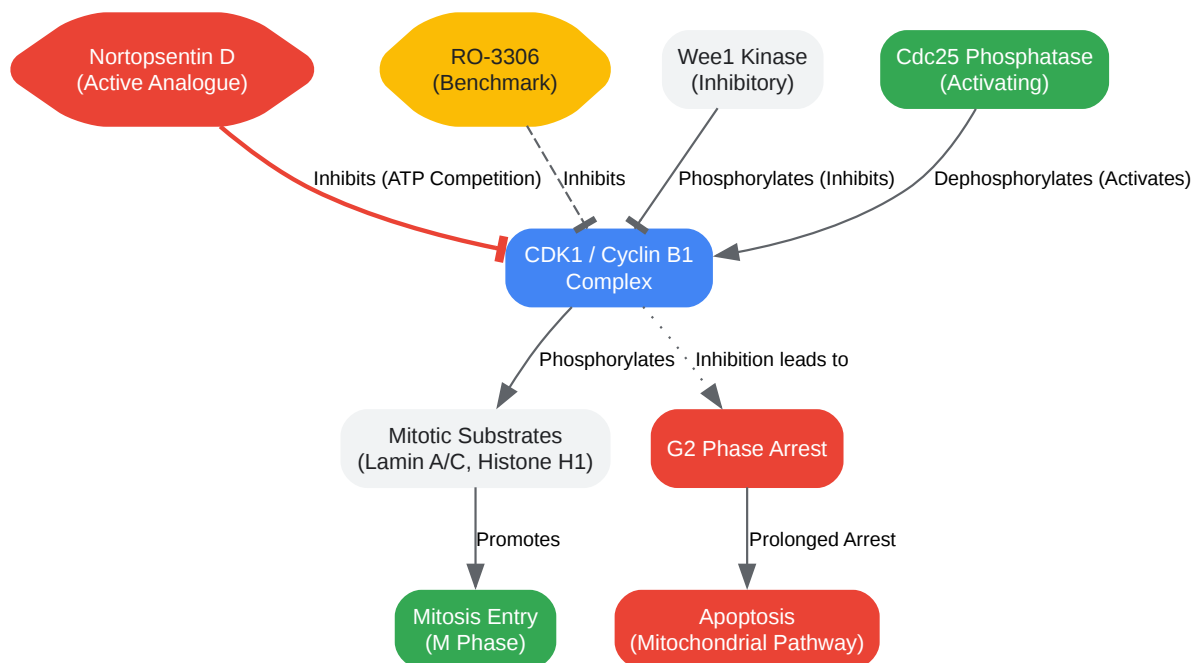 Nortopsentin D
(Active Analogue)
RO-3306
(Benchmark)
Wee1 Kinase
(Inhibitory)
Cdc25 Phosphatase
(Activating)
Inhibits (ATP Competition)
Inhibits
Phosphorylates (Inhibits)
Dephosphorylates (Activates)
CDK1 / Cyclin B1
Complex
Phosphorylates
Inhibition leads to
Mitotic Substrates
(Lamin A/C, Histone H1)
G2 Phase Arrest
Promotes
Prolonged Arrest
Mitosis Entry
(M Phase)
Apoptosis
(Mitochondrial Pathway)